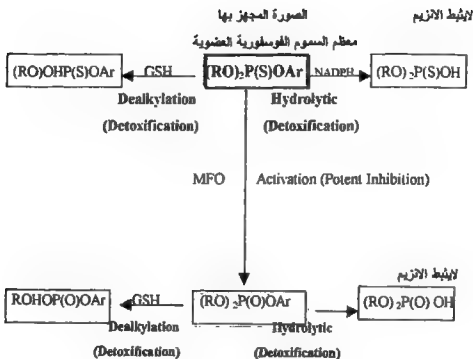 الصورة المجهز بها
لايثبط الانزيم
معظم السموم الفوسفورية العضوية
(RO)OHP(S)OAr
GSH
(RO)₂P(S)OAr
NADPH
(RO)₂P(S)OH
Dealkylation
Hydrolytic
(Detoxification)
(Detoxification)
MFO
Activation (Potent Inhibition)
لايثبط الانزيم
ROHOP(O)OAr
GSH
(RO)₂P(O)OAr
(RO)₂P(O) OH
Dealkylation
Hydrolytic
(Detoxification)
(Detoxification)